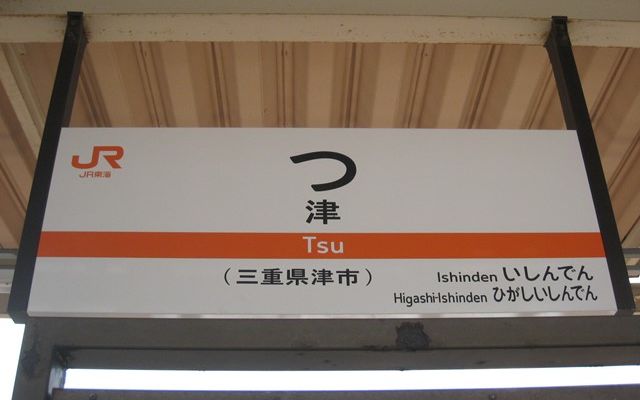 JR
JR東海
つ
津
Tsu
(三重県津市)
Ishinden いしんでん
Higashi-Ishinden ひがしいしんでん